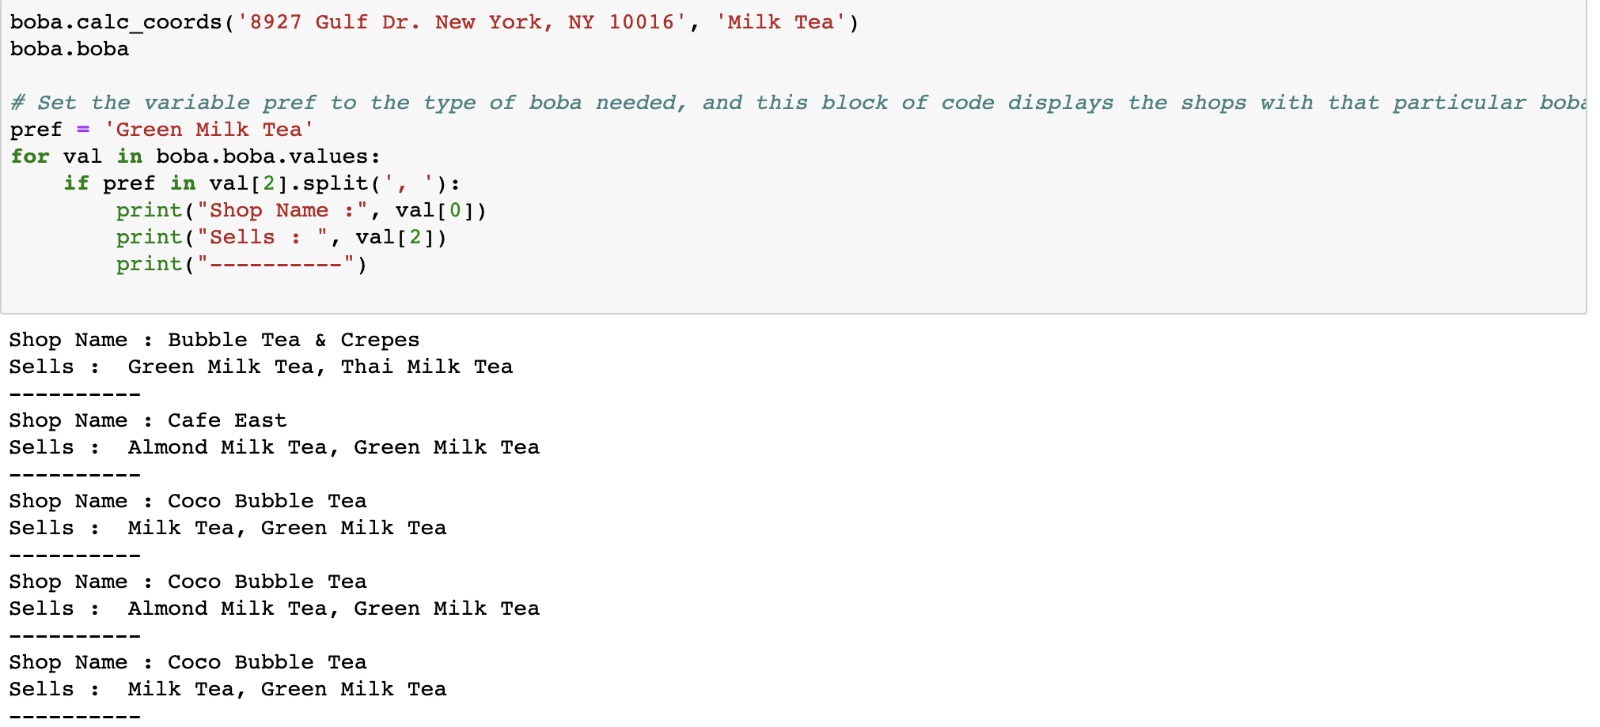 boba.calc_coords('8927 Gulf Dr. New York, NY 10016', 'Milk Tea')
boba.boba
# Set the variable pref to the type of boba needed, and this block of code displays the shops with that particular boba
pref = 'Green Milk Tea'
for val in boba.boba.values:
    if pref in val[2].split(', '):
        print("Shop Name :", val[0])
        print("Sells : ", val[2])
        print("----------")
Shop Name : Bubble Tea & Crepes
Sells :  Green Milk Tea, Thai Milk Tea
----------
Shop Name : Cafe East
Sells :  Almond Milk Tea, Green Milk Tea
----------
Shop Name : Coco Bubble Tea
Sells :  Milk Tea, Green Milk Tea
----------
Shop Name : Coco Bubble Tea
Sells :  Almond Milk Tea, Green Milk Tea
----------
Shop Name : Coco Bubble Tea
Sells :  Milk Tea, Green Milk Tea
----------